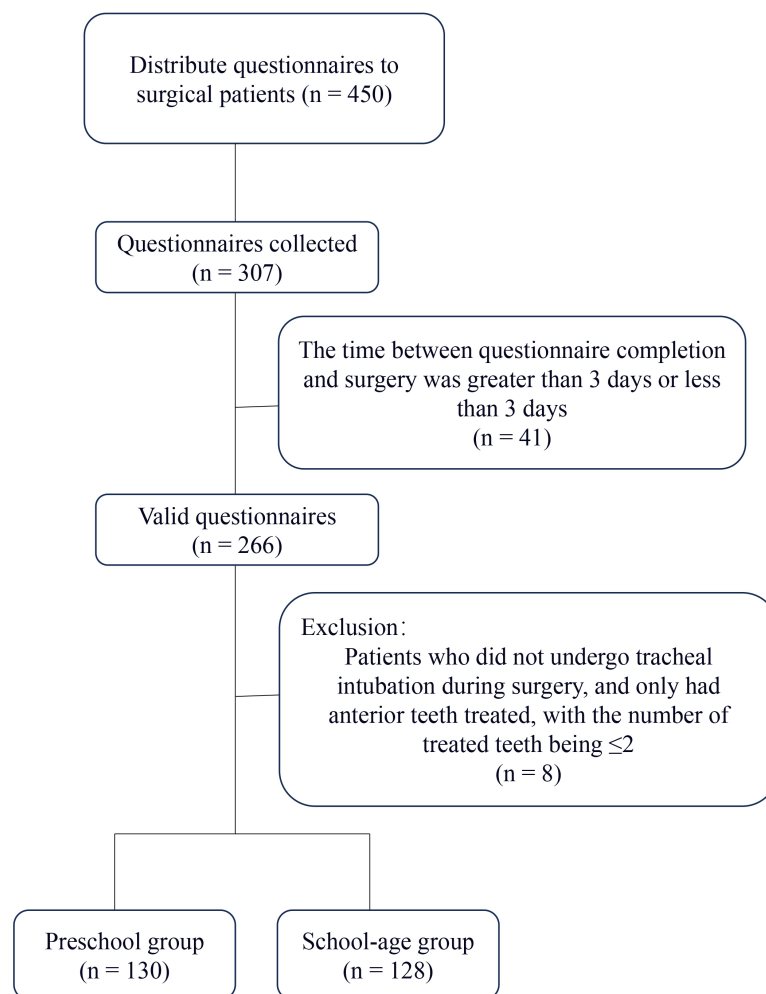 Distribute questionnaires to
surgical patients (n = 450)
Questionnaires collected
(n = 307)
The time between questionnaire completion
and surgery was greater than 3 days or less
than 3 days
(n = 41)
Valid questionnaires
(n = 266)
Exclusion:
Patients who did not undergo tracheal
intubation during surgery, and only had
anterior teeth treated, with the number of
treated teeth being ≤2
(n = 8)
Preschool group
(n = 130)
School-age group
(n = 128)